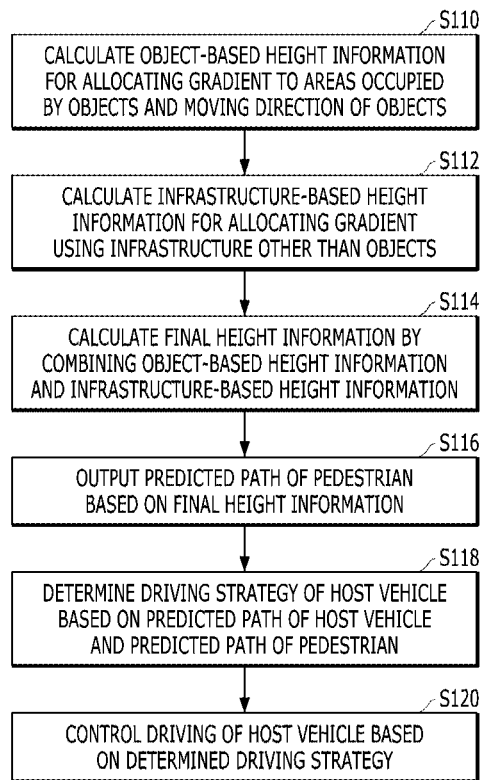 S110
CALCULATE OBJECT-BASED HEIGHT INFORMATION
FOR ALLOCATING GRADIENT TO AREAS OCCUPIED
BY OBJECTS AND MOVING DIRECTION OF OBJECTS
S112
CALCULATE INFRASTRUCTURE-BASED HEIGHT
INFORMATION FOR ALLOCATING GRADIENT
USING INFRASTRUCTURE OTHER THAN OBJECTS
S114
CALCULATE FINAL HEIGHT INFORMATION BY
COMBINING OBJECT-BASED HEIGHT INFORMATION
AND INFRASTRUCTURE-BASED HEIGHT INFORMATION
S116
OUTPUT PREDICTED PATH OF PEDESTRIAN
BASED ON FINAL HEIGHT INFORMATION
S118
DETERMINE DRIVING STRATEGY OF HOST VEHICLE
BASED ON PREDICTED PATH OF HOST VEHICLE
AND PREDICTED PATH OF PEDESTRIAN
S120
CONTROL DRIVING OF HOST VEHICLE BASED
ON DETERMINED DRIVING STRATEGY